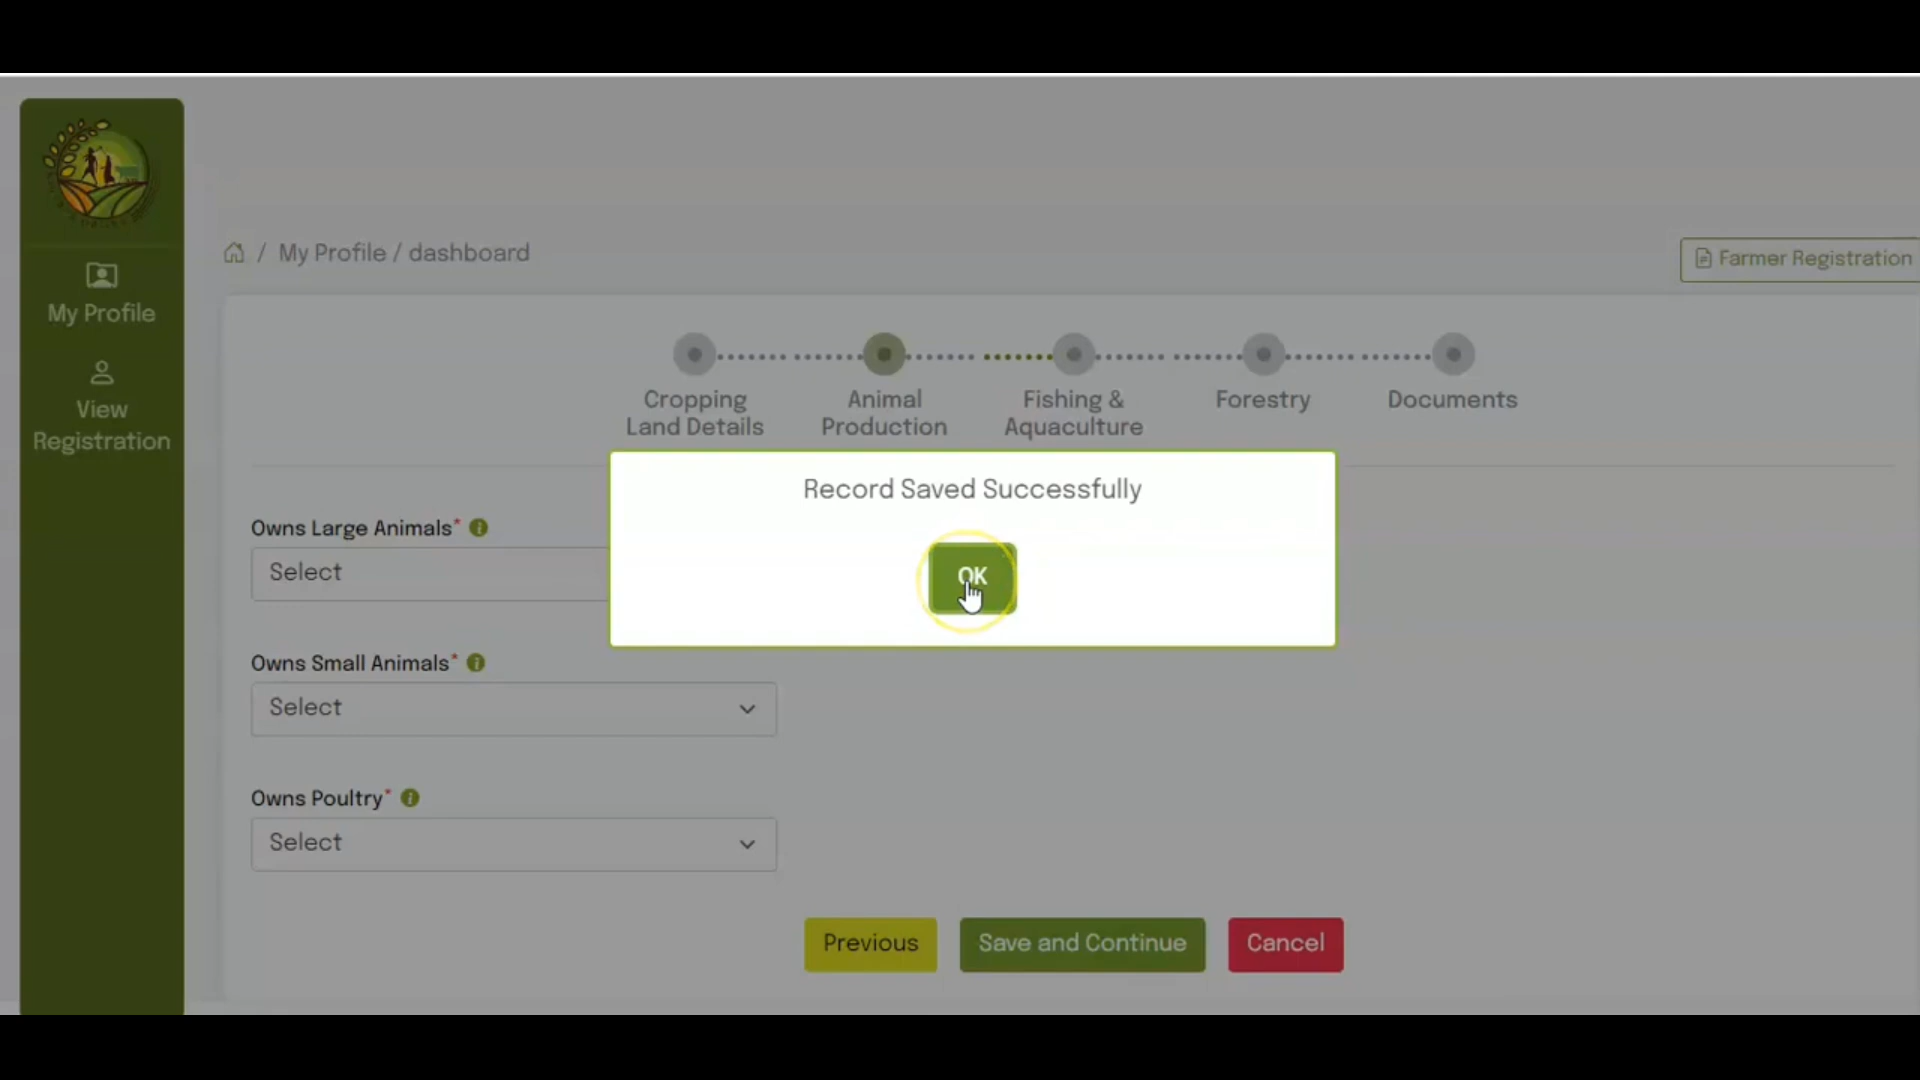 My Profile / dashboard
Farmer Registration
My Profile
View
Registration
Cropping
Land Details
Animal
Production
Fishing &
Aquaculture
Forestry
Documents
Record Saved Successfully
OK
Owns Large Animals*
Select
Owns Small Animals*
Select
Owns Poultry*
Select
Previous
Save and Continue
Cancel